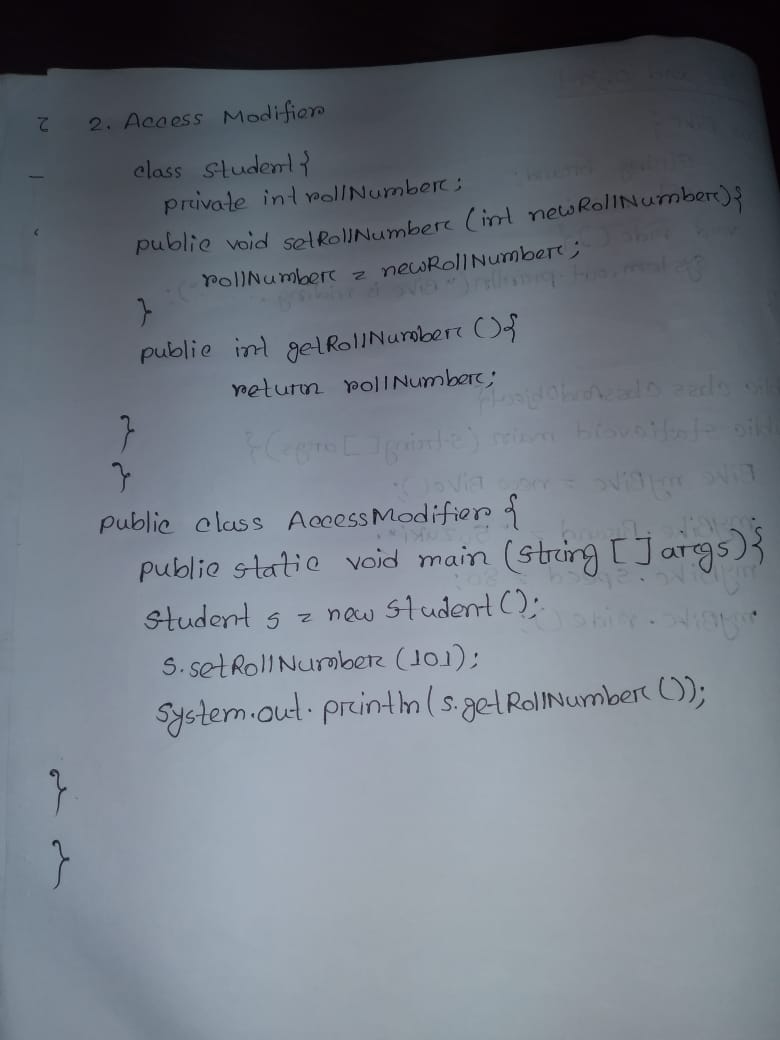 2. Access Modifier
class Student{
private int rollNumber;
public void setRollNumber (int newRollNumber){
rollNumber = newRollNumber;
}
public int getRollNumber (){
return rollNumber;
}
}
public class AccessModifier {
public static void main (string [] args){
Student s = new Student();
s.setRollNumber (101);
System.out.println(s.getRollNumber ());
}
}